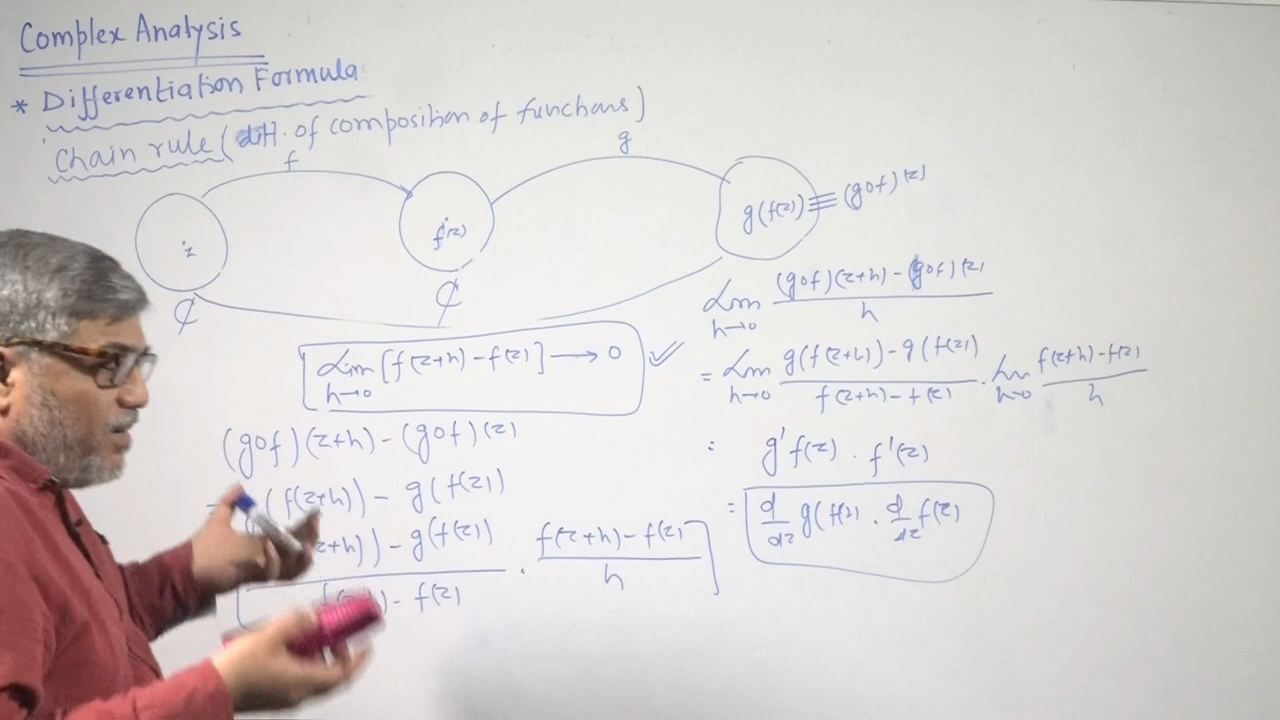 Complex Analysis
* Differentiation Formula
Chain rule (diff. of composition of functions)
f
g
z
f(z)
g(f(z)) ≡ (gof)(z)
ℂ
ℂ
Lim h→0 [f(z+h) - f(z)] → 0 ✓
(gof)(z+h) - (gof)(z)
(f(z+h)) - g(f(z))
z+h)) - g(f(z)) . f(z+h) - f(z)
- f(z) h
Lim h→0 (gof)(z+h) - (gof)(z) / h
= Lim h→0 g(f(z+h)) - g(f(z)) / f(z+h) - f(z) . Lim h→0 f(z+h) - f(z) / h
: g'f(z) . f'(z)
= d/dz g(f(z) . d/dz f(z)